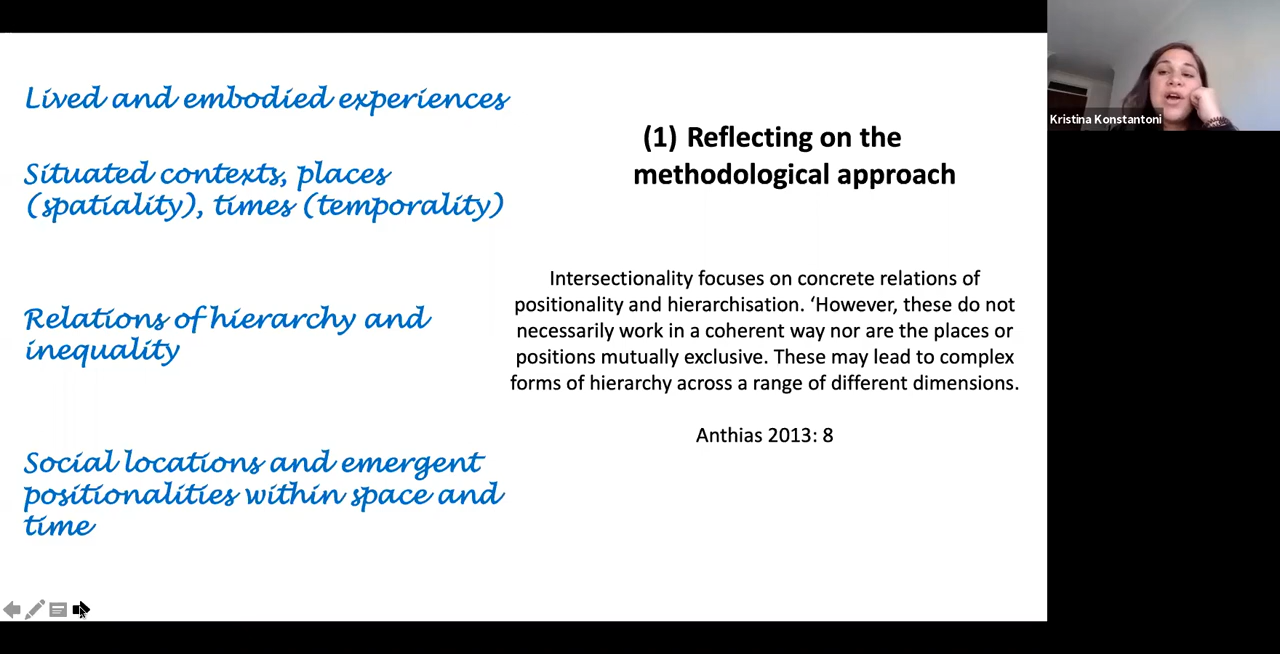 Lived and embodied experiences
Situated contexts, places
(spatiality), times (temporality)
Relations of hierarchy and
inequality
Social locations and emergent
positionalities within space and
time
(1) Reflecting on the
methodological approach
Intersectionality focuses on concrete relations of
positionality and hierarchisation. ‘However, these do not
necessarily work in a coherent way nor are the places or
positions mutually exclusive. These may lead to complex
forms of hierarchy across a range of different dimensions.
Anthias 2013: 8
Kristina Konstantoni